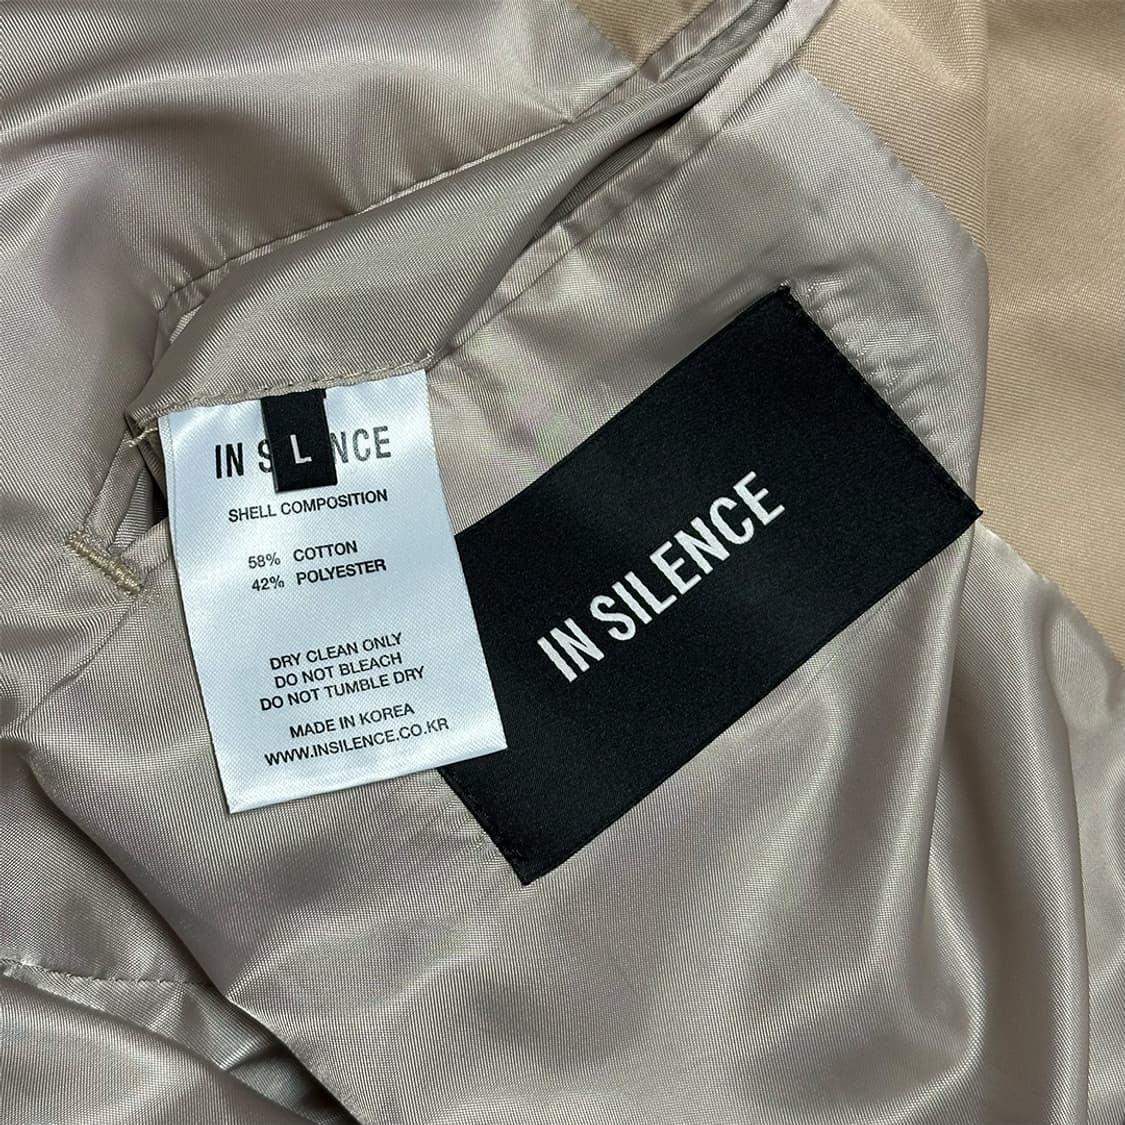 IN S NCE
L
SHELL COMPOSITION
58% COTTON
42% POLYESTER
DRY CLEAN ONLY
DO NOT BLEACH
DO NOT TUMBLE DRY
MADE IN KOREA
WWW.INSILENCE.CO.KR
IN SILENCE